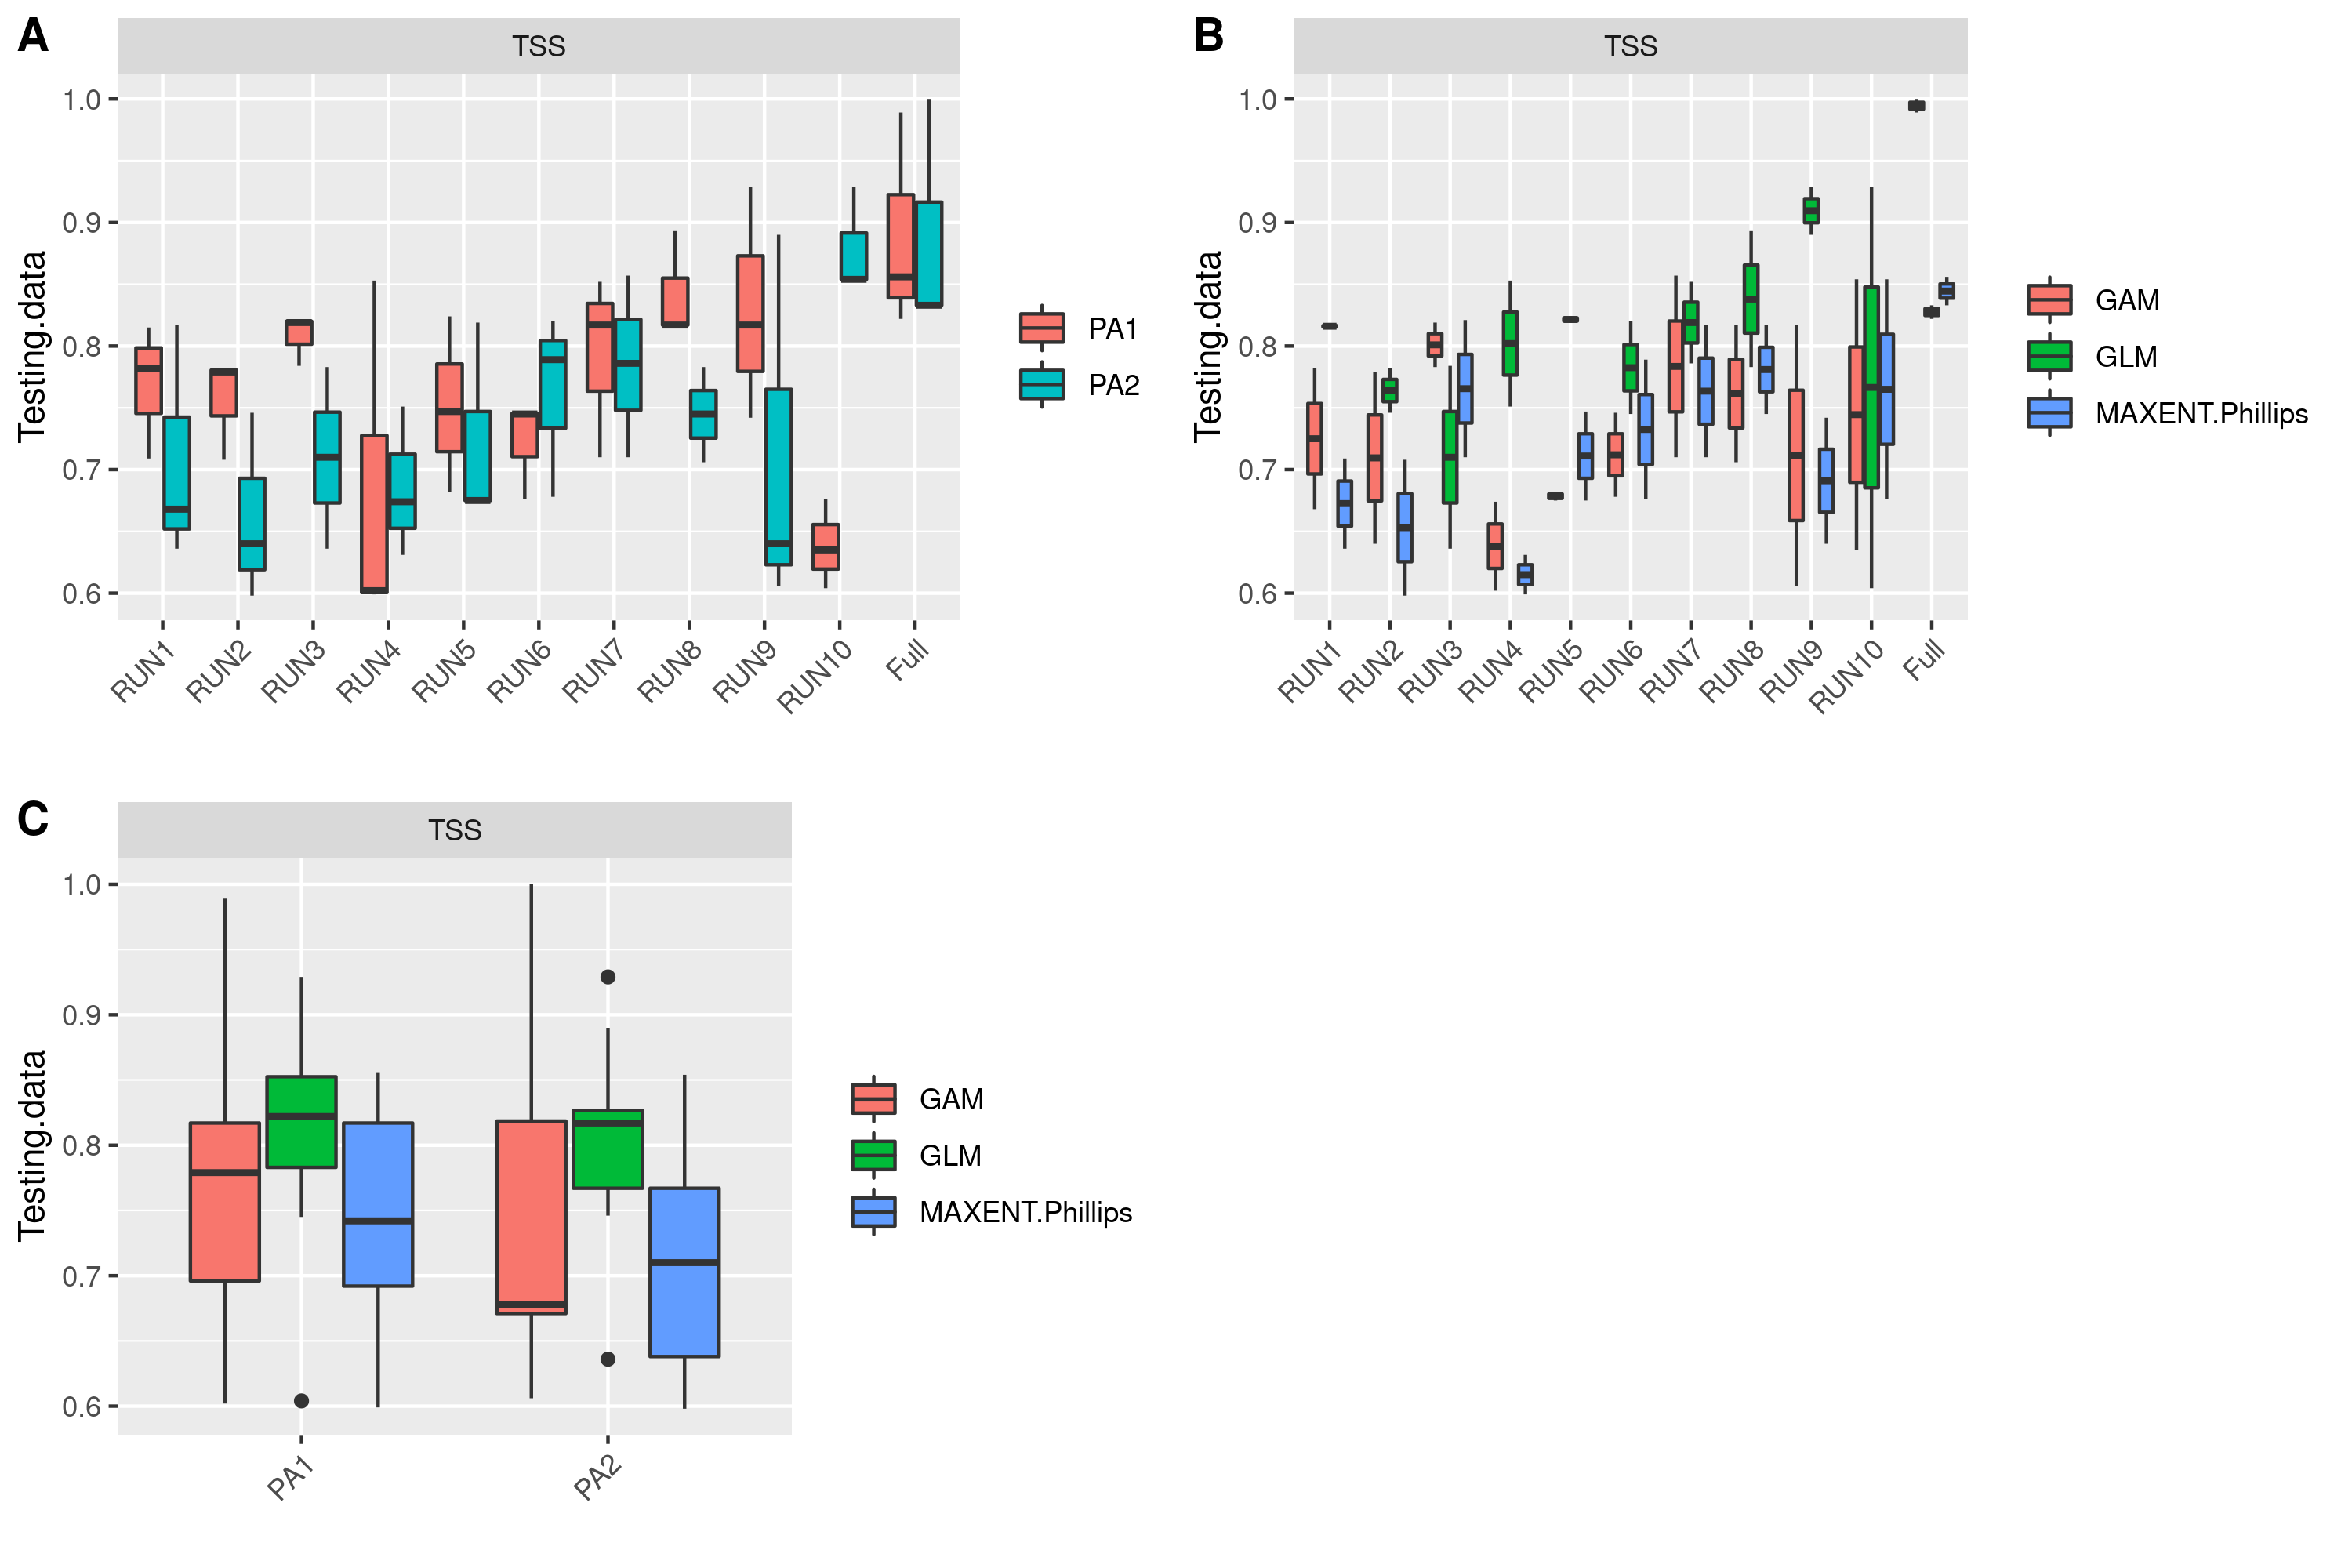 A
TSS
Testing.data
1.0
0.9
0.8
0.7
0.6
RUN1
RUN2
RUN3
RUN4
RUN5
RUN6
RUN7
RUN8
RUN9
RUN10
Full
PA1
PA2
B
TSS
Testing.data
1.0
0.9
0.8
0.7
0.6
RUN1
RUN2
RUN3
RUN4
RUN5
RUN6
RUN7
RUN8
RUN9
RUN10
Full
GAM
GLM
MAXENT.Phillips
C
TSS
Testing.data
1.0
0.9
0.8
0.7
0.6
PA1
PA2
GAM
GLM
MAXENT.Phillips